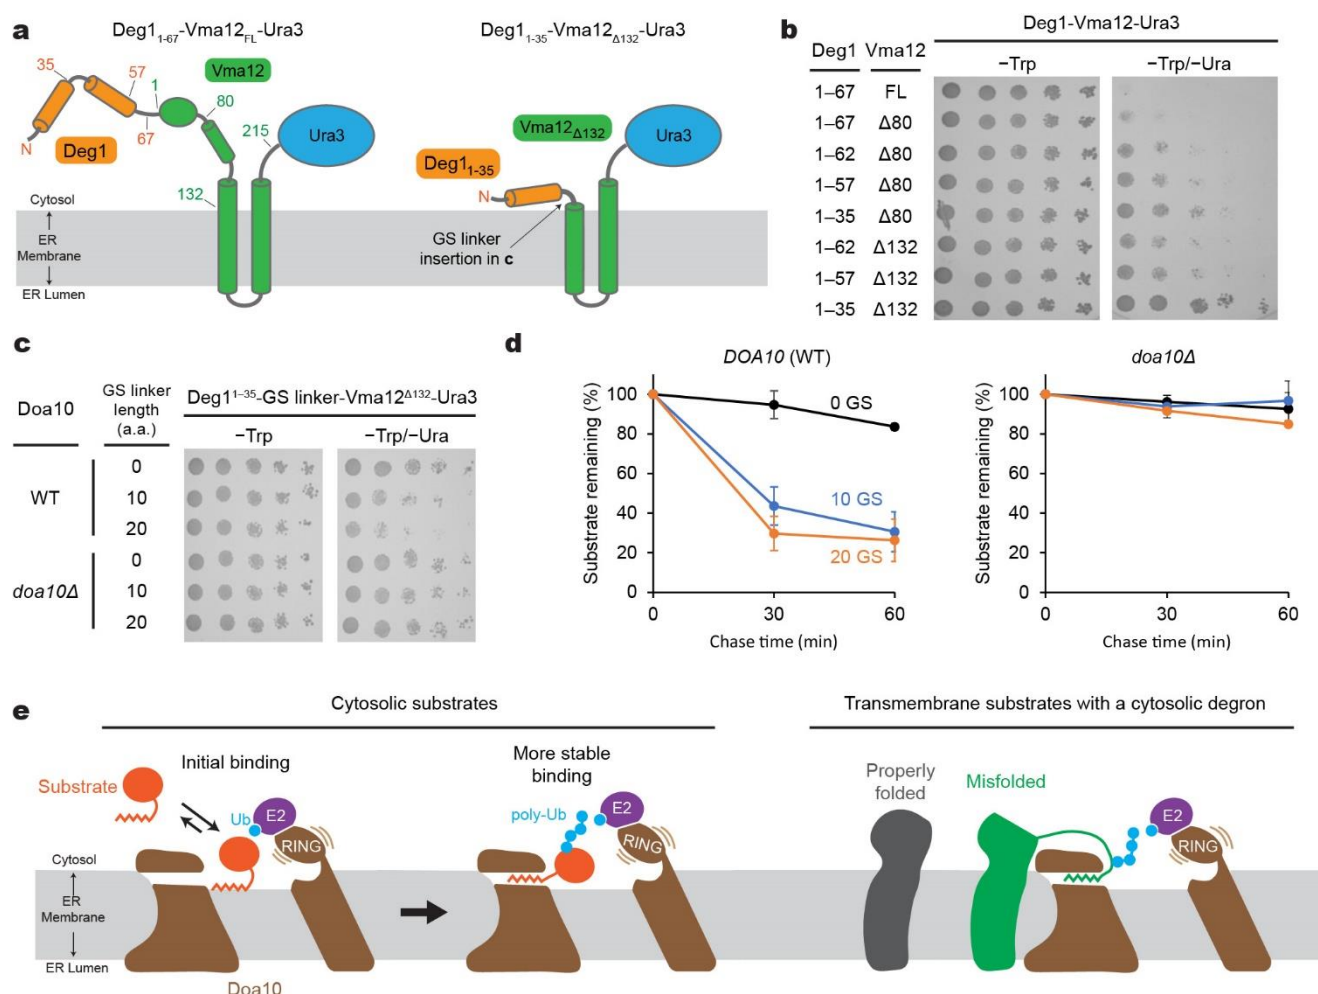 a
Deg1₁₋₆₇-Vma12_FL-Ura3
Deg1₁₋₃₅-Vma12_Δ132-Ura3
35
57
1
Vma12
80
67
215
Ura3
N
Deg1
132
Cytosol
ER
Membrane
ER Lumen
Vma12_Δ132
Ura3
Deg1₁₋₃₅
N
GS linker
insertion in c
b
Deg1-Vma12-Ura3
Deg1 Vma12
−Trp −Trp/−Ura
1–67 FL
1–67 Δ80
1–62 Δ80
1–57 Δ80
1–35 Δ80
1–62 Δ132
1–57 Δ132
1–35 Δ132
c
Doa10
GS linker
length
(a.a.)
Deg1¹⁻³⁵-GS linker-Vma12^Δ132-Ura3
−Trp −Trp/−Ura
WT
0
10
20
doa10Δ
0
10
20
d
DOA10 (WT)
Substrate remaining (%)
100
80
60
40
20
0
0 GS
10 GS
20 GS
0 30 60
Chase time (min)
doa10Δ
Substrate remaining (%)
100
80
60
40
20
0
0 30 60
Chase time (min)
e
Cytosolic substrates
Initial binding
Substrate
Ub
E2
RING
Cytosol
ER
Membrane
ER Lumen
Doa10
More stable
binding
poly-Ub
E2
RING
Transmembrane substrates with a cytosolic degron
Properly
folded
Misfolded
E2
RING